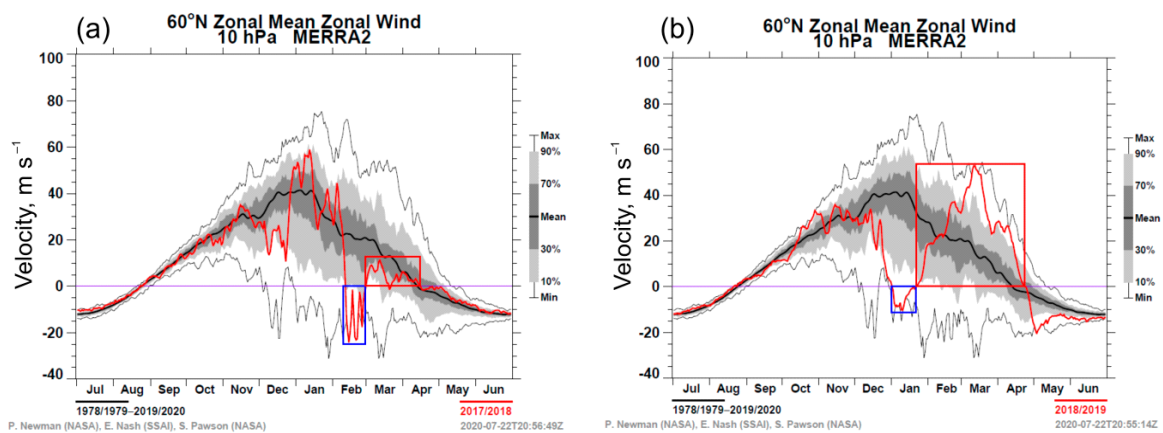 (a)
60°N Zonal Mean Zonal Wind
10 hPa MERRA2
Velocity, m s⁻¹
100
80
60
40
20
0
-20
-40
Max
90%
70%
Mean
30%
10%
Min
Jul Aug Sep Oct Nov Dec Jan Feb Mar Apr May Jun
1978/1979–2019/2020 2017/2018
P. Newman (NASA), E. Nash (SSAI), S. Pawson (NASA) 2020-07-22T20:56:49Z
(b)
60°N Zonal Mean Zonal Wind
10 hPa MERRA2
Velocity, m s⁻¹
100
80
60
40
20
0
-20
-40
Max
90%
70%
Mean
30%
10%
Min
Jul Aug Sep Oct Nov Dec Jan Feb Mar Apr May Jun
1978/1979–2019/2020 2018/2019
P. Newman (NASA), E. Nash (SSAI), S. Pawson (NASA) 2020-07-22T20:55:14Z